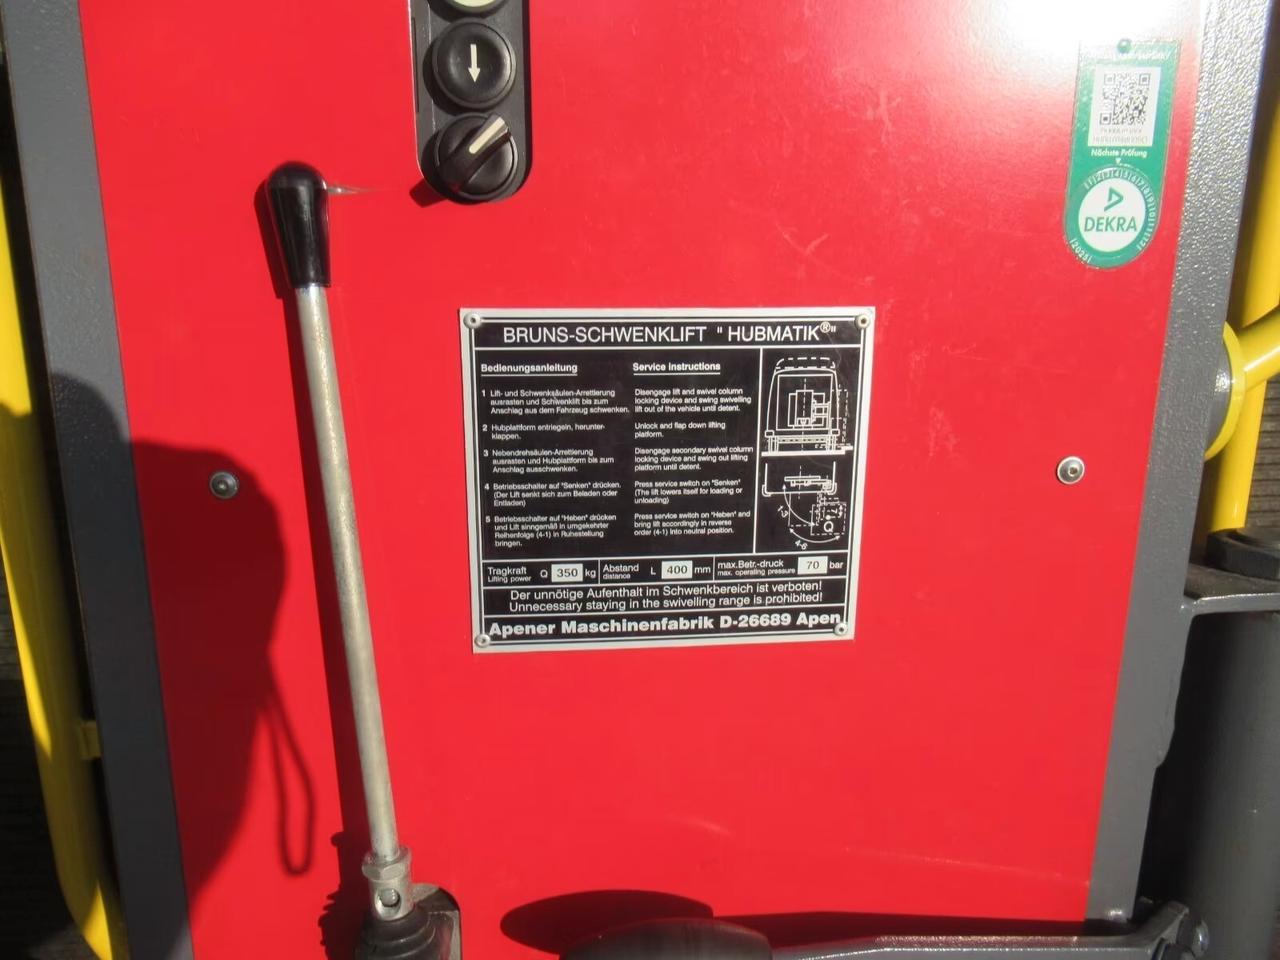 BRUNS-SCHWENKLIFT "HUBMATIK®"
Bedienungsanleitung
1 Lift- und Schwenksäulen-Arrettierung
ausrasten und Schwenklift bis zum
Anschlag aus dem Fahrzeug schwenken.
2 Hubplattform entriegeln, herunter-
klappen.
3 Nebendrehsäulen-Arrettierung
ausrasten und Hubplattform bis zum
Anschlag ausschwenken.
4 Betriebsschalter auf "Senken" drücken.
(Der Lift senkt sich zum Beladen oder
Entladen)
5 Betriebsschalter auf "Heben" drücken
und Lift sinngemäß in umgekehrter
Reihenfolge (4-1) in Ruhestellung
bringen.
Service Instructions
Disengage lift and swivel column
locking device and swing swivelling
lift out of the vehicle until detent.
Unlock and flap down lifting
platform.
Disengage secondary swivel column
locking device and swing out lifting
platform until detent.
Press service switch on "Senken"
(The lift lowers itself for loading or
unloading)
Press service switch on "Heben" and
bring lift accordingly in reverse
order (4-1) into neutral position.
1-3
Q
4-5
Tragkraft Q 350 kg
Lifting power
Abstand L 400 mm
distance
max.Betr.-druck 70 bar
max. operating pressure
Der unnötige Aufenthalt im Schwenkbereich ist verboten!
Unnecessary staying in the swivelling range is prohibited!
Apener Maschinenfabrik D-26689 Apen
Nächste Prüfung
DEKRA
2025